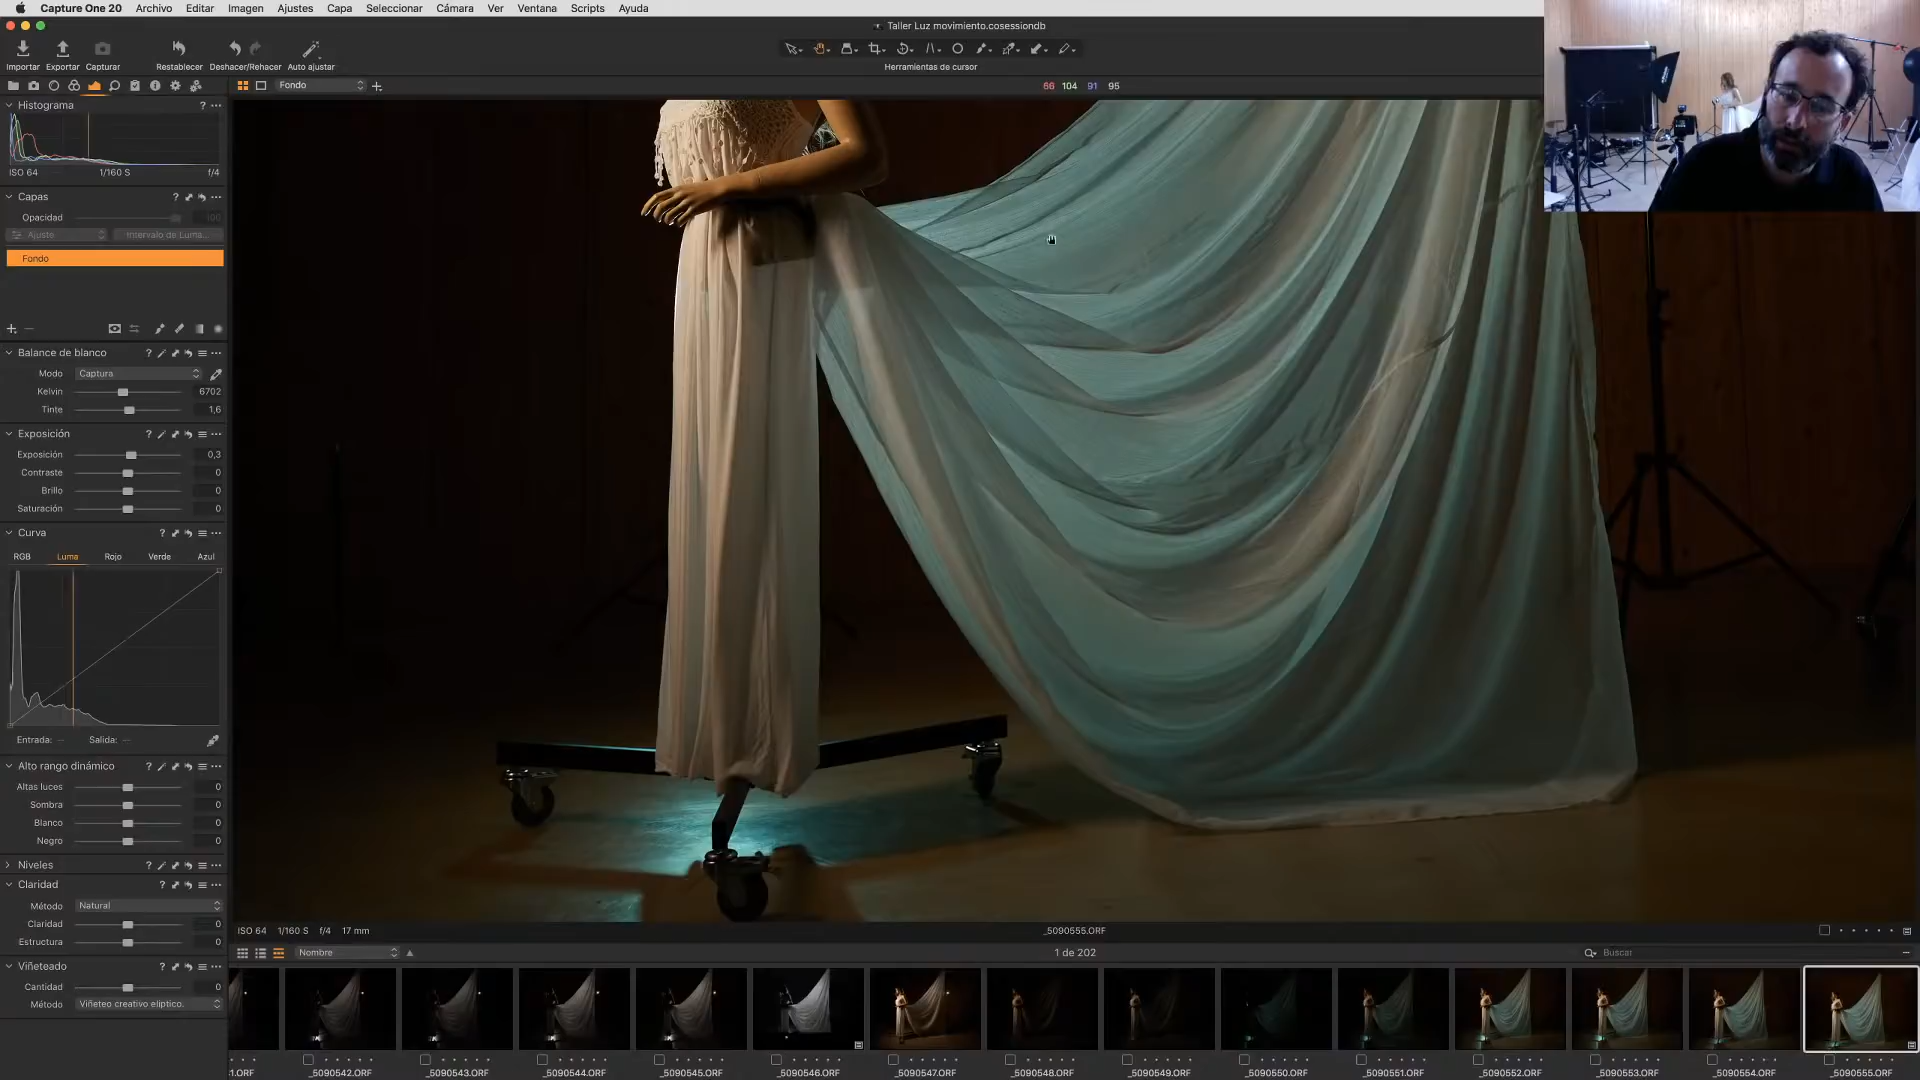 Capture One 20 Archivo Editar Imagen Ajustes Capa Seleccionar Cámara Ver Ventana Scripts Ayuda
Taller Luz movimiento.cosessiondb
Importar Exportar Capturar Restablecer Deshacer/Rehacer Auto ajustar Herramientas de cursor
Fondo 66 104 91 95
Histograma ?
ISO 64 1/160 S f/4
Capas ?
Opacidad 100
Ajuste Intervalo de Luma...
Fondo
Balance de blanco ?
Modo Captura
Kelvin 6702
Tinte 1,6
Exposición ?
Exposición 0,3
Contraste 0
Brillo 0
Saturación 0
Curva ?
RGB Luma Rojo Verde Azul
Entrada: -- Salida: --
Alto rango dinámico ?
Altas luces 0
Sombra 0
Blanco 0
Negro 0
Niveles ?
Claridad ?
Método Natural
Claridad 0
Estructura 0
Viñeteado ?
Cantidad 0
Método Viñeteo creativo elíptico.
ISO 64 1/160 S f/4 17 mm _5090555.ORF
Nombre 1 de 202 Buscar
1.ORF _5090542.ORF _5090543.ORF _5090544.ORF _5090545.ORF _5090546.ORF _5090547.ORF _5090548.ORF _5090549.ORF _5090550.ORF _5090551.ORF _5090552.ORF _5090553.ORF _5090554.ORF _5090555.ORF